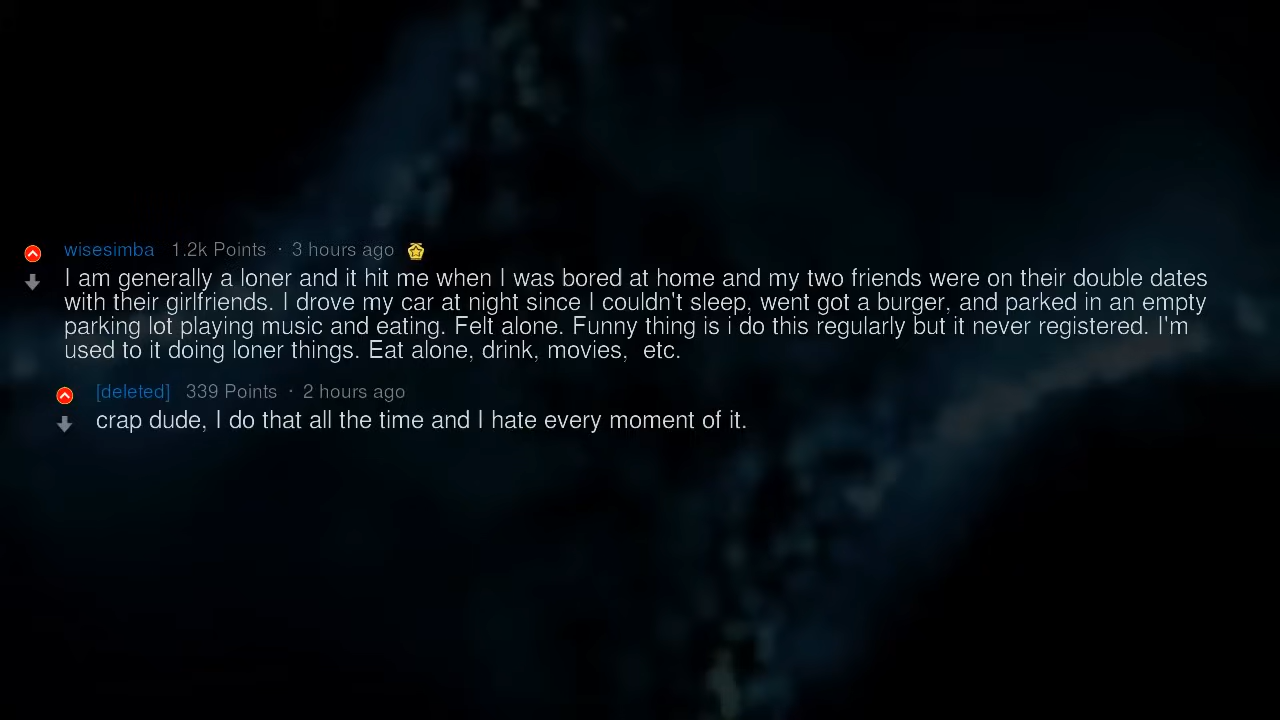 wisesimba 1.2k Points · 3 hours ago
I am generally a loner and it hit me when I was bored at home and my two friends were on their double dates
with their girlfriends. I drove my car at night since I couldn't sleep, went got a burger, and parked in an empty
parking lot playing music and eating. Felt alone. Funny thing is i do this regularly but it never registered. I'm
used to it doing loner things. Eat alone, drink, movies,  etc.
[deleted] 339 Points · 2 hours ago
crap dude, I do that all the time and I hate every moment of it.